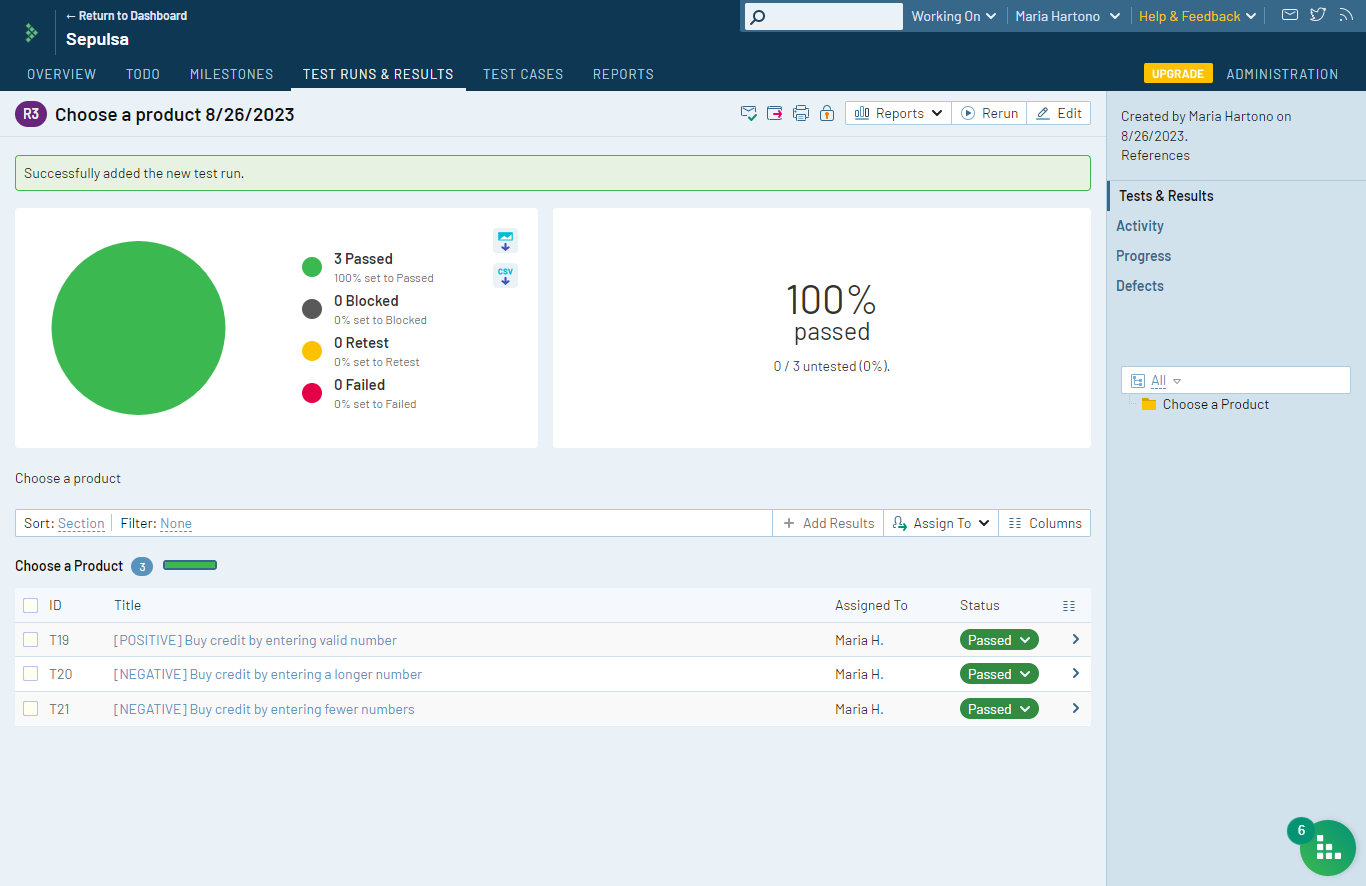 ← Return to Dashboard
Sepulsa
Working On
Maria Hartono
Help & Feedback
OVERVIEW
TODO
MILESTONES
TEST RUNS & RESULTS
TEST CASES
REPORTS
UPGRADE
ADMINISTRATION
R3
Choose a product 8/26/2023
Reports
Rerun
Edit
Successfully added the new test run.
3 Passed
100% set to Passed
0 Blocked
0% set to Blocked
0 Retest
0% set to Retest
0 Failed
0% set to Failed
CSV
100%
passed
0 / 3 untested (0%).
Choose a product
Sort: Section
Filter: None
Add Results
Assign To
Columns
Choose a Product 3
ID Title Assigned To Status
T19 [POSITIVE] Buy credit by entering valid number Maria H. Passed
T20 [NEGATIVE] Buy credit by entering a longer number Maria H. Passed
T21 [NEGATIVE] Buy credit by entering fewer numbers Maria H. Passed
Created by Maria Hartono on
8/26/2023.
References
Tests & Results
Activity
Progress
Defects
All
Choose a Product
6